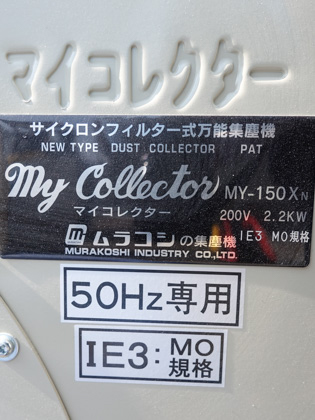 マイコレクター
サイクロンフィルター式万能集塵機
NEW TYPE DUST COLLECTOR PAT
My Collector MY-150XN
マイコレクター 200V 2.2KW
m ムラコシの集塵機 IE3 MO規格
MURAKOSHI INDUSTRY CO.,LTD.
50Hz専用
IE3:MO規格